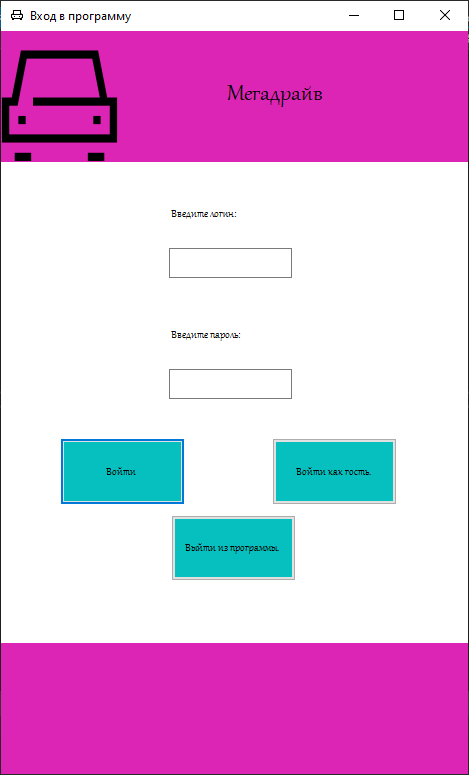 Вход в программу
Мегадрайв
Введите логин:
Введите пароль:
Войти
Войти как гость.
Выйти из программы.